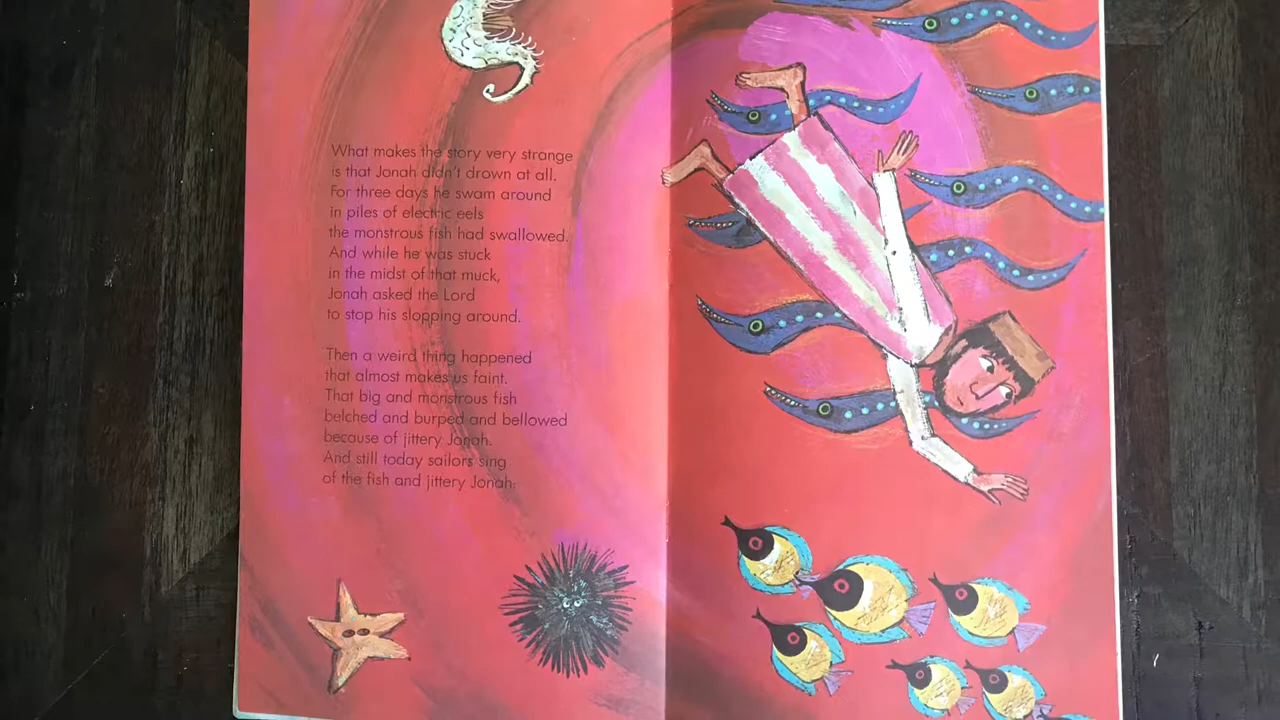 What makes the story very strange
is that Jonah didn't drown at all.
For three days he swam around
in piles of electric eels
the monstrous fish had swallowed.
And while he was stuck
in the midst of that muck,
Jonah asked the Lord
to stop his slopping around.
Then a weird thing happened
that almost makes us faint.
That big and monstrous fish
belched and burped and bellowed
because of jittery Jonah.
And still today sailors sing
of the fish and jittery Jonah.